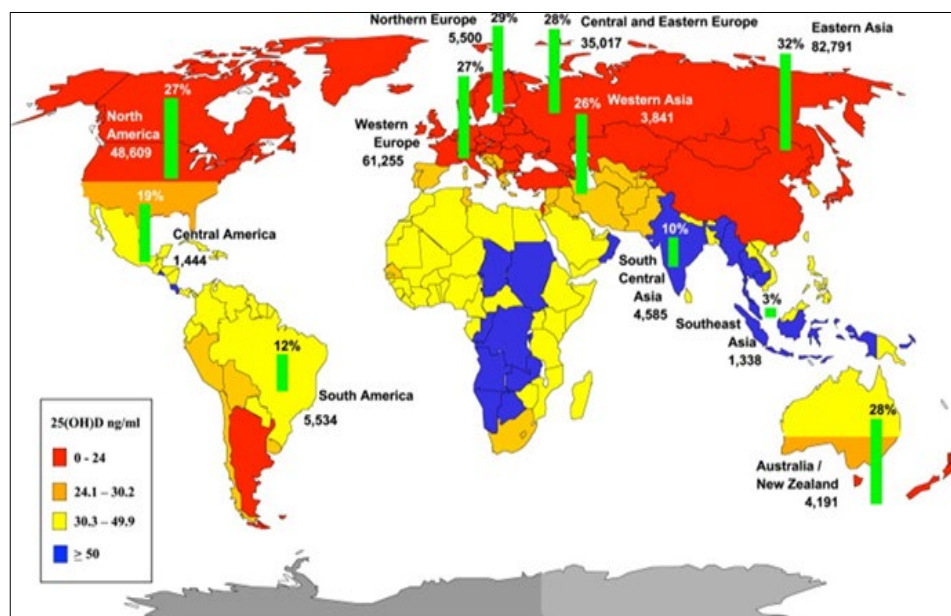 Northern Europe
5,500
29%
28%
Central and Eastern Europe
35,017
Eastern Asia
32%
82,791
27%
North
America
48,609
27%
Western
Europe
61,255
26%
Western Asia
3,841
19%
Central America
1,444
10%
South
Central
Asia
4,585
3%
Southeast
Asia
1,338
12%
South America
5,534
28%
Australia /
New Zealand
4,191
25(OH)D ng/ml
0 - 24
24.1 – 30.2
30.3 – 49.9
≥ 50